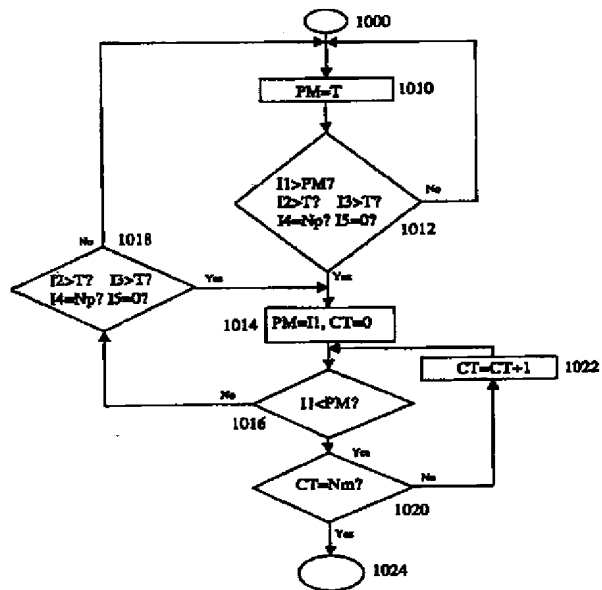 1000
PM=T
1010
I1>PM?
I2>T? I3>T?
I4=Np? I5=0?
No
1012
No
1018
I2>T? I3>T?
I4=Np? I5=0?
Yes
Yes
1014
PM=I1, CT=0
CT=CT+1
1022
No
I1<PM?
1016
Yes
CT=Nm?
No
1020
Yes
1024